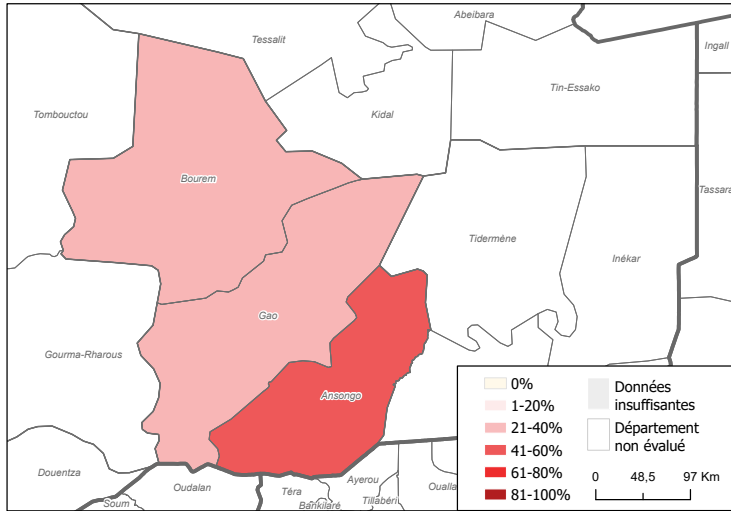 Abeibara
Tessalit
Ingall
Tin-Essako
Tombouctou
Kidal
Bourem
Tassara
Tidermène
Inékar
Gao
Gourma-Rharous
Ansongo
0%
1-20%
21-40%
41-60%
61-80%
81-100%
Données
insuffisantes
Département
non évalué
0 48,5 97 Km
Douentza
Oudalan
Soum
Téra
Bankilaré
Ayerou
Tillabéri
Oualla